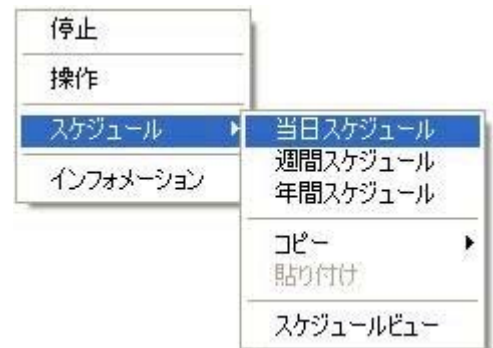 停止
操作
スケジュール
インフォメーション
当日スケジュール
週間スケジュール
年間スケジュール
コピー
貼り付け
スケジュールビュー